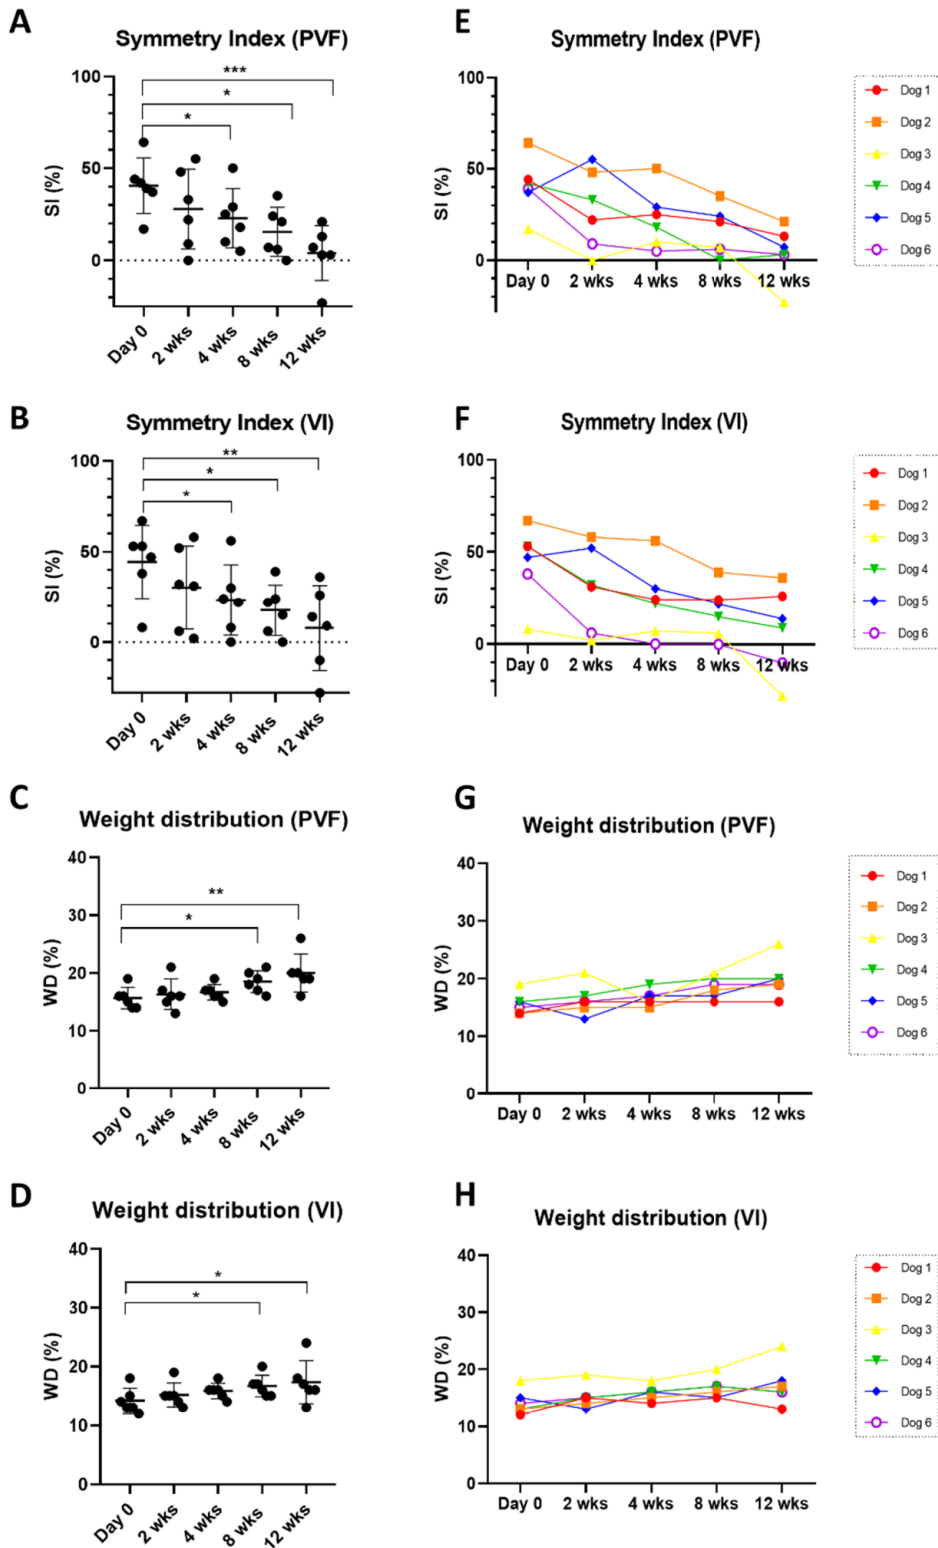 A
Symmetry Index (PVF)
***
*
*
100
50
0
SI (%)
Day 0
2 wks
4 wks
8 wks
12 wks
E
Symmetry Index (PVF)
100
50
0
SI (%)
Day 0 2 wks 4 wks 8 wks 12 wks
Dog 1
Dog 2
Dog 3
Dog 4
Dog 5
Dog 6
B
Symmetry Index (VI)
**
*
*
100
50
0
SI (%)
Day 0
2 wks
4 wks
8 wks
12 wks
F
Symmetry Index (VI)
100
50
0
SI (%)
Day 0 2 wks 4 wks 8 wks 12 wks
Dog 1
Dog 2
Dog 3
Dog 4
Dog 5
Dog 6
C
Weight distribution (PVF)
**
*
40
30
20
10
0
WD (%)
Day 0
2 wks
4 wks
8 wks
12 wks
G
Weight distribution (PVF)
40
30
20
10
0
WD (%)
Day 0 2 wks 4 wks 8 wks 12 wks
Dog 1
Dog 2
Dog 3
Dog 4
Dog 5
Dog 6
D
Weight distribution (VI)
*
*
40
30
20
10
0
WD (%)
Day 0
2 wks
4 wks
8 wks
12 wks
H
Weight distribution (VI)
40
30
20
10
0
WD (%)
Day 0 2 wks 4 wks 8 wks 12 wks
Dog 1
Dog 2
Dog 3
Dog 4
Dog 5
Dog 6